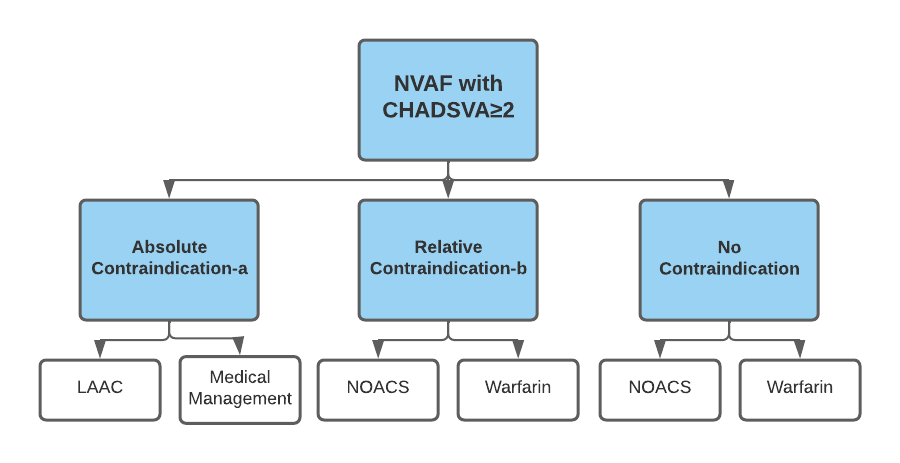 NVAF with
CHADSVA≥2
Absolute
Contraindication-a
Relative
Contraindication-b
No
Contraindication
LAAC
Medical
Management
NOACS
Warfarin
NOACS
Warfarin